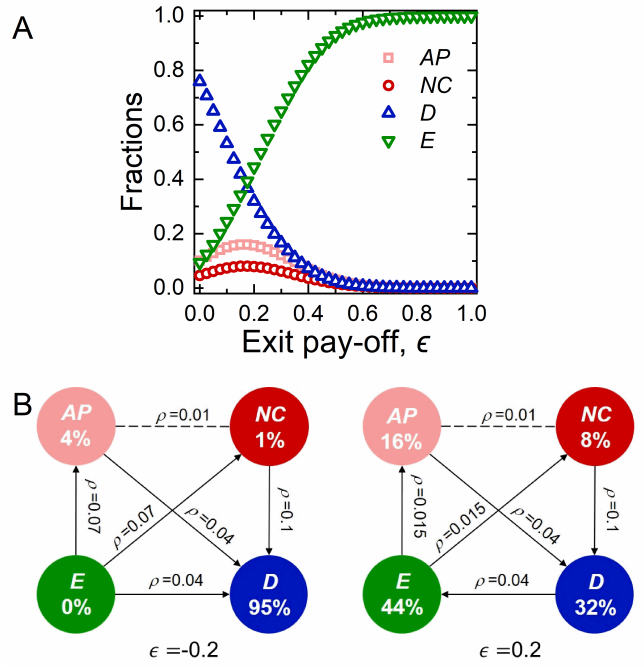 A
1.0
0.8
0.6
0.4
0.2
0.0
Fractions
AP
NC
D
E
0.0 0.2 0.4 0.6 0.8 1.0
Exit pay-off, ϵ
B
AP
4%
ρ=0.01
NC
1%
ρ=0.07
ρ=0.07
ρ=0.04
ρ=0.1
E
0%
ρ=0.04
D
95%
ϵ =-0.2
AP
16%
ρ=0.01
NC
8%
ρ=0.015
ρ=0.015
ρ=0.04
ρ=0.1
E
44%
ρ=0.04
D
32%
ϵ =0.2